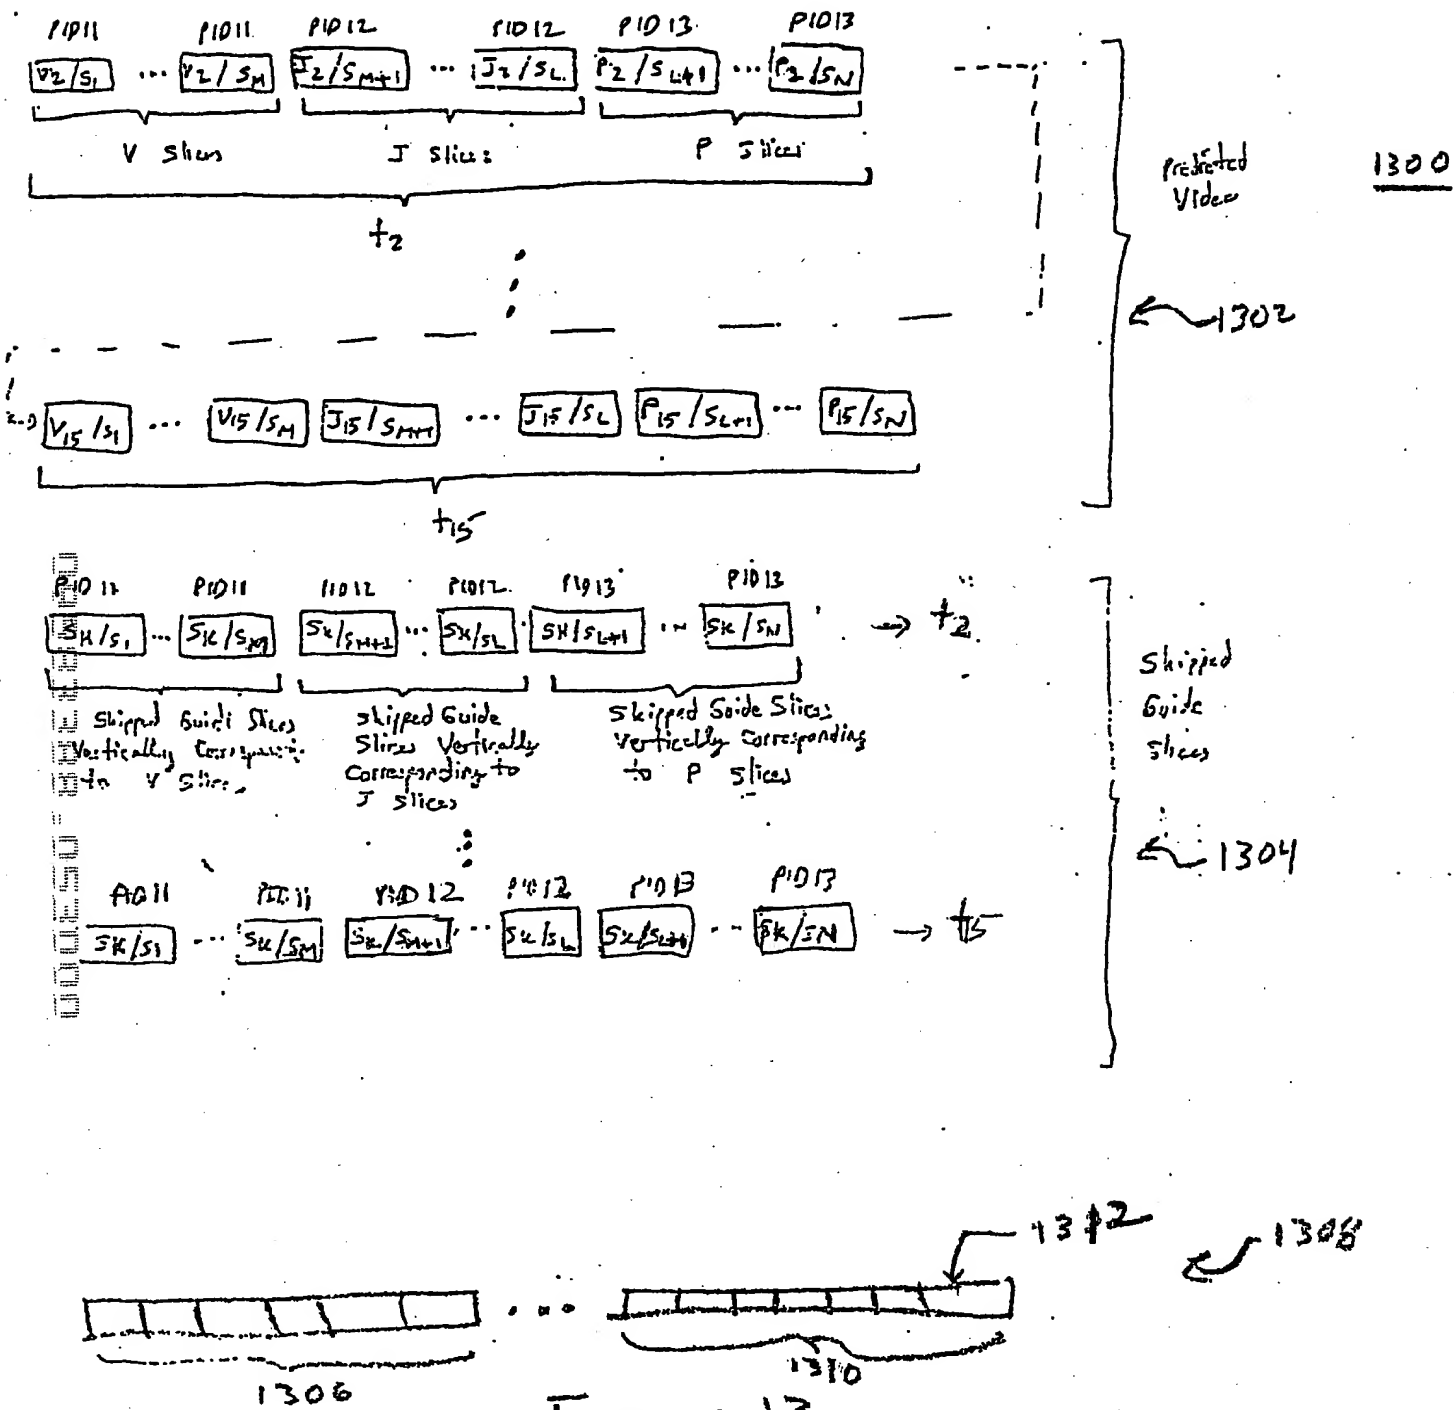 PID11 PID11 PID12 PID12 PID13 PID13
V2/S1 ... V2/SM J2/SM+1 ... J2/SL P2/SL+1 ... P2/SN
V Slices J Slices P Slices
t2
Predicted
Video
1300
1302
V15/S1 ... V15/SM J15/SM+1 ... J15/SL P15/SL+1 ... P15/SN
t15
PID11 PID11 PID12 PID12 PID13 PID13
SK/S1 ... SK/SM SK/SM+1 ... SK/SL SK/SL+1 ... SK/SN → t2
Skipped
Guide
Slices
Skipped Guide Slices
Vertically Corresponding
to V Slices
Skipped Guide
Slices Vertically
Corresponding to
J Slices
Skipped Guide Slices
Vertically Corresponding
to P Slices
1304
PID11 PID11 PID12 PID12 PID13 PID13
SK/S1 ... SK/SM SK/SM+1 ... SK/SL SK/SL+1 ... SK/SN → t15
1312
1308
1306
1310
13